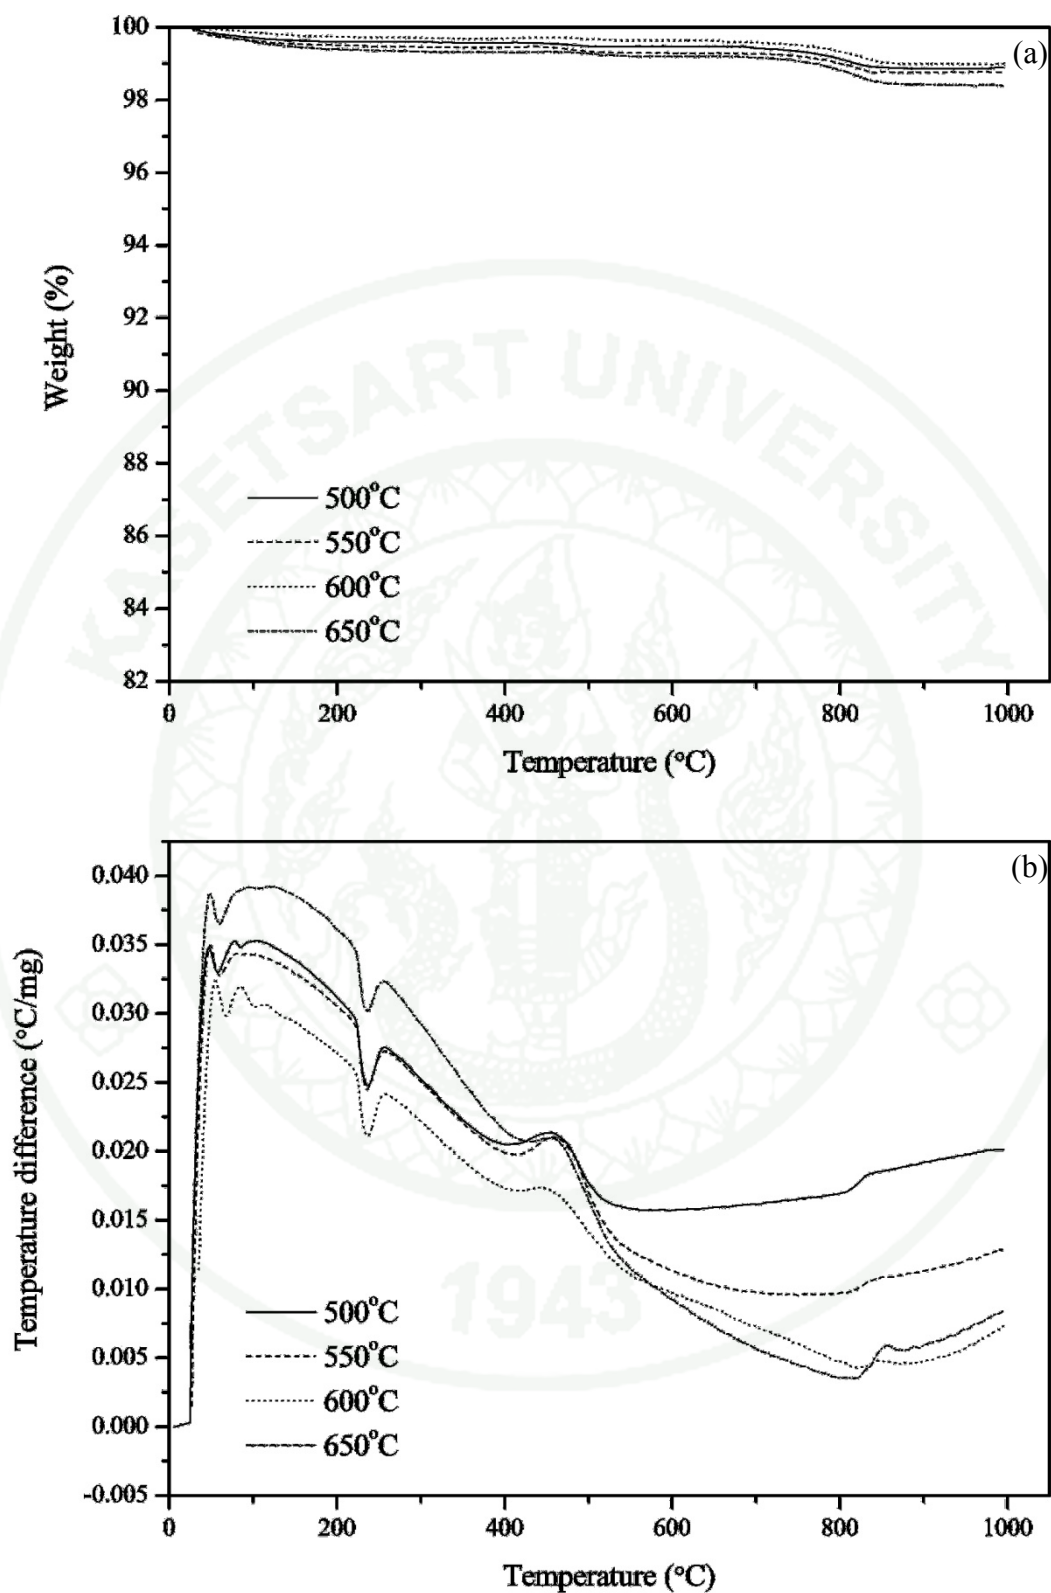 (a)
Weight (%)
100
98
96
94
92
90
88
86
84
82
500°C
550°C
600°C
650°C
0
200
400
600
800
1000
Temperature (°C)
KASETSART UNIVERSITY
1943
(b)
Temperature difference (°C/mg)
0.040
0.035
0.030
0.025
0.020
0.015
0.010
0.005
0.000
-0.005
500°C
550°C
600°C
650°C
0
200
400
600
800
1000
Temperature (°C)